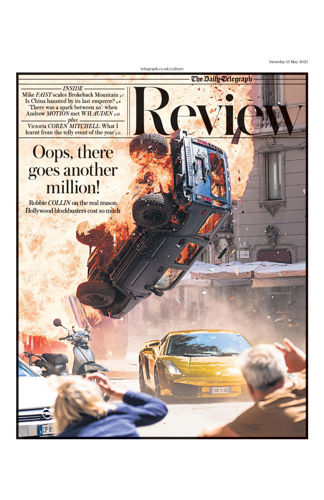 Saturday 13 May 2023
telegraph.co.uk/culture
The Daily Telegraph
Review
INSIDE
Mike FAIST scales Brokeback Mountain p7
Is China haunted by its last emperor? p8
'There was a spark between us': when
Andrew MOTION met W H AUDEN
plus
Victoria COREN MITCHELL: What I
learnt from the telly event of the year
Oops, there
goes another
million!
Robbie COLLIN on the real reason
Hollywood blockbusters cost so much